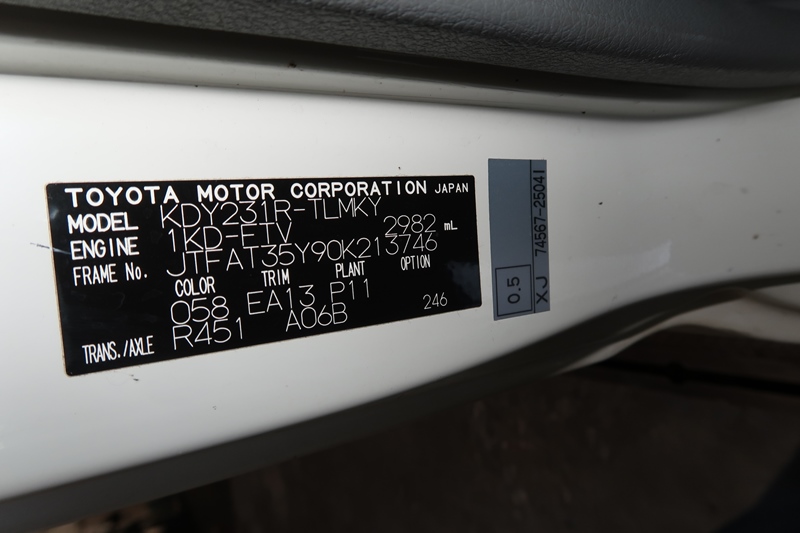 TOYOTA MOTOR CORPORATION JAPAN
MODEL KDY231R-TLMKY
ENGINE 1KD-FTV 2982 mL
FRAME No. JTFAT35Y90K213746
COLOR TRIM PLANT OPTION
058 EA13 P11
TRANS./AXLE R451 A06B 246
0.5
XJ 74567-25041